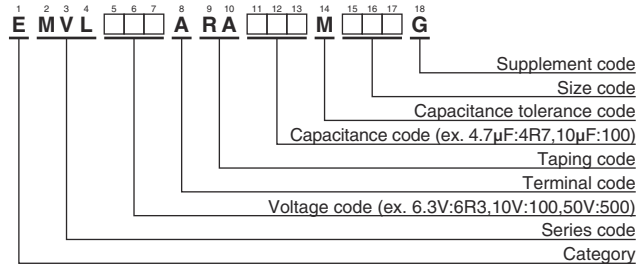 1 2 3 4 5 6 7 8 9 10 11 12 13 14 15 16 17 18
E M V L A R A M G
Supplement code
Size code
Capacitance tolerance code
Capacitance code (ex. 4.7µF:4R7,10µF:100)
Taping code
Terminal code
Voltage code (ex. 6.3V:6R3,10V:100,50V:500)
Series code
Category